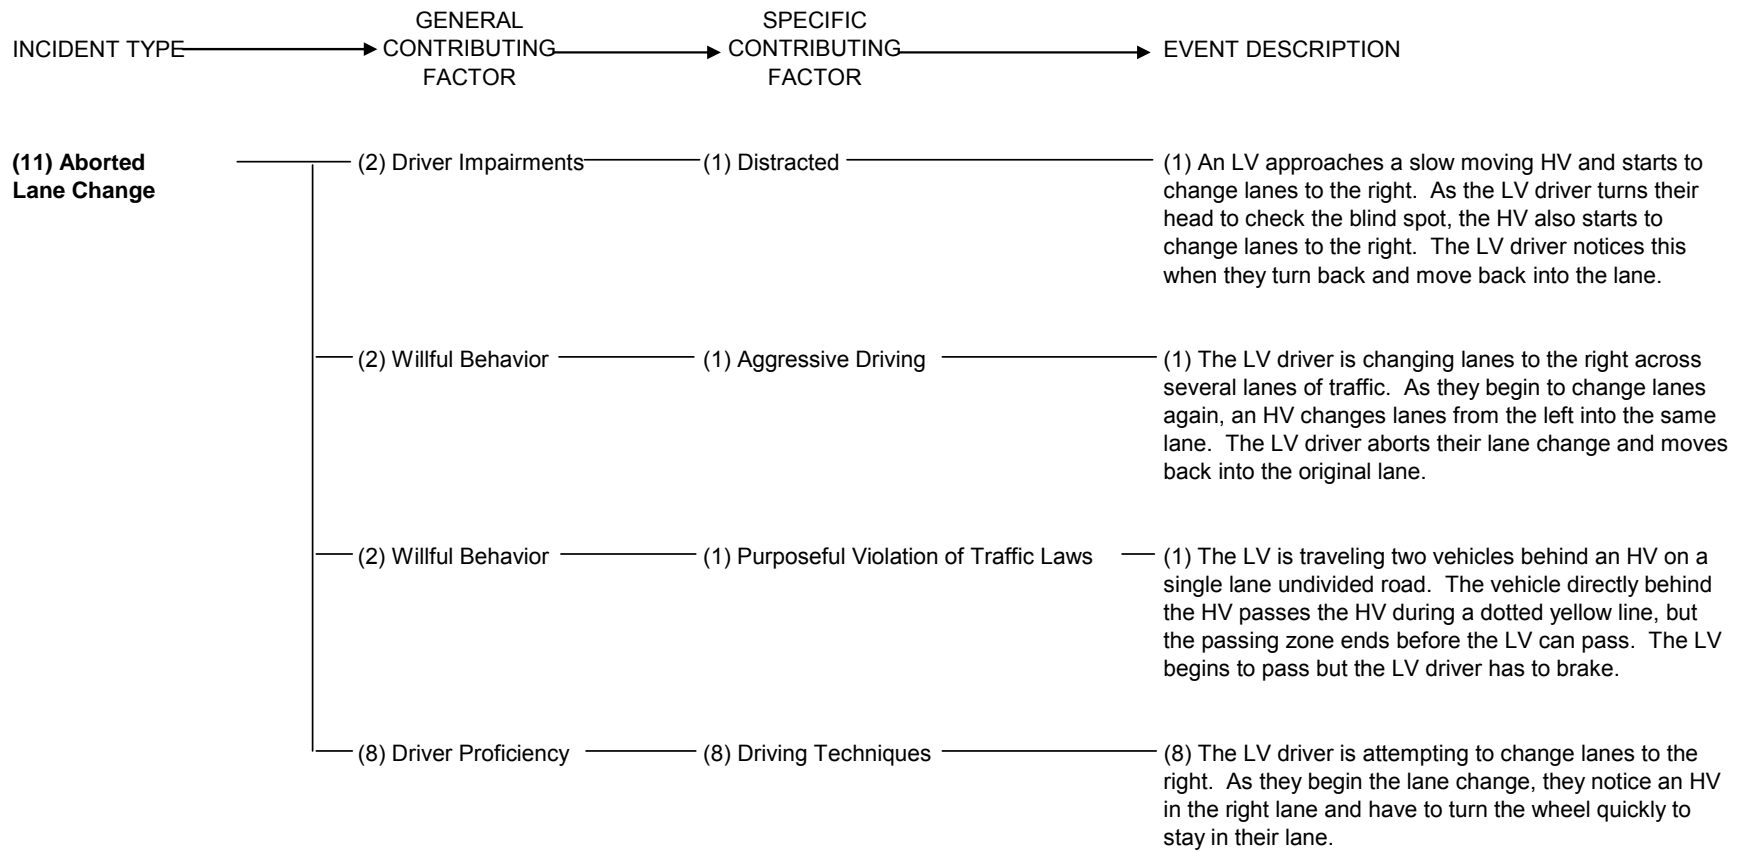 INCIDENT TYPE
GENERAL
CONTRIBUTING
FACTOR
SPECIFIC
CONTRIBUTING
FACTOR
EVENT DESCRIPTION
(11) Aborted
Lane Change
(2) Driver Impairments
(1) Distracted
(1) An LV approaches a slow moving HV and starts to
change lanes to the right.  As the LV driver turns their
head to check the blind spot, the HV also starts to
change lanes to the right.  The LV driver notices this
when they turn back and move back into the lane.
(2) Willful Behavior
(1) Aggressive Driving
(1) The LV driver is changing lanes to the right across
several lanes of traffic.  As they begin to change lanes
again, an HV changes lanes from the left into the same
lane.  The LV driver aborts their lane change and moves
back into the original lane.
(2) Willful Behavior
(1) Purposeful Violation of Traffic Laws
(1) The LV is traveling two vehicles behind an HV on a
single lane undivided road.  The vehicle directly behind
the HV passes the HV during a dotted yellow line, but
the passing zone ends before the LV can pass.  The LV
begins to pass but the LV driver has to brake.
(8) Driver Proficiency
(8) Driving Techniques
(8) The LV driver is attempting to change lanes to the
right.  As they begin the lane change, they notice an HV
in the right lane and have to turn the wheel quickly to
stay in their lane.